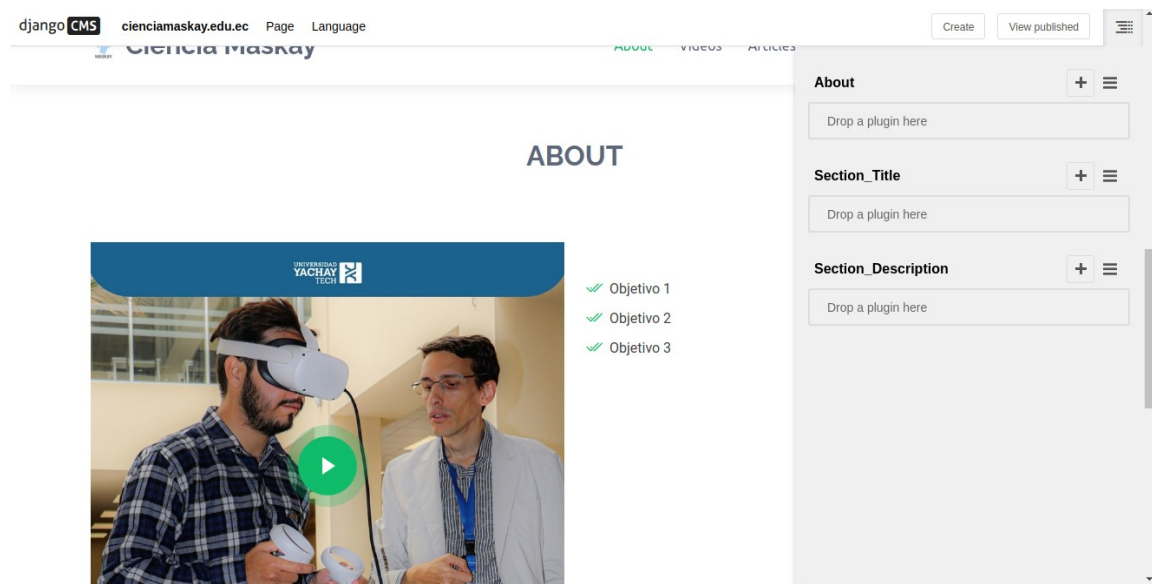 django CMS cienciamaskay.edu.ec Page Language Create View published
MASKAY Ciencia Maskay About Videos Articles
ABOUT
UNIVERSIDAD
YACHAY
TECH
Objetivo 1
Objetivo 2
Objetivo 3
About
Drop a plugin here
Section_Title
Drop a plugin here
Section_Description
Drop a plugin here